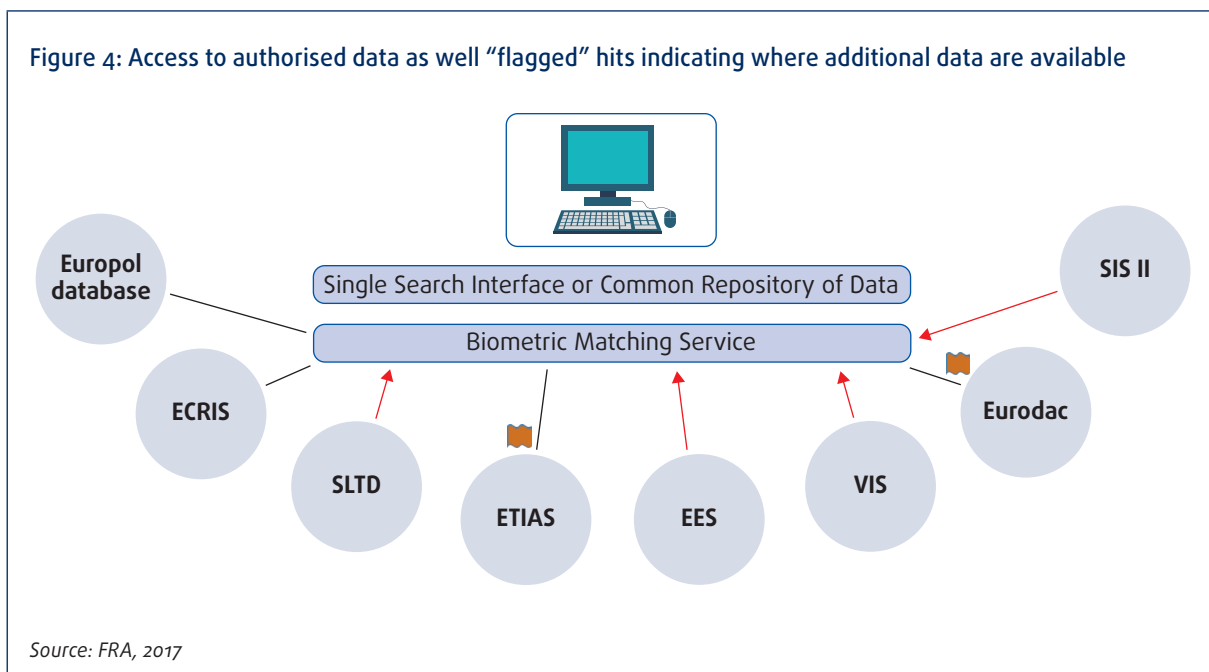 Figure 4: Access to authorised data as well “flagged” hits indicating where additional data are available
Single Search Interface or Common Repository of Data
Biometric Matching Service
Europol
database
ECRIS
SLTD
ETIAS
EES
VIS
Eurodac
SIS II
Source: FRA, 2017